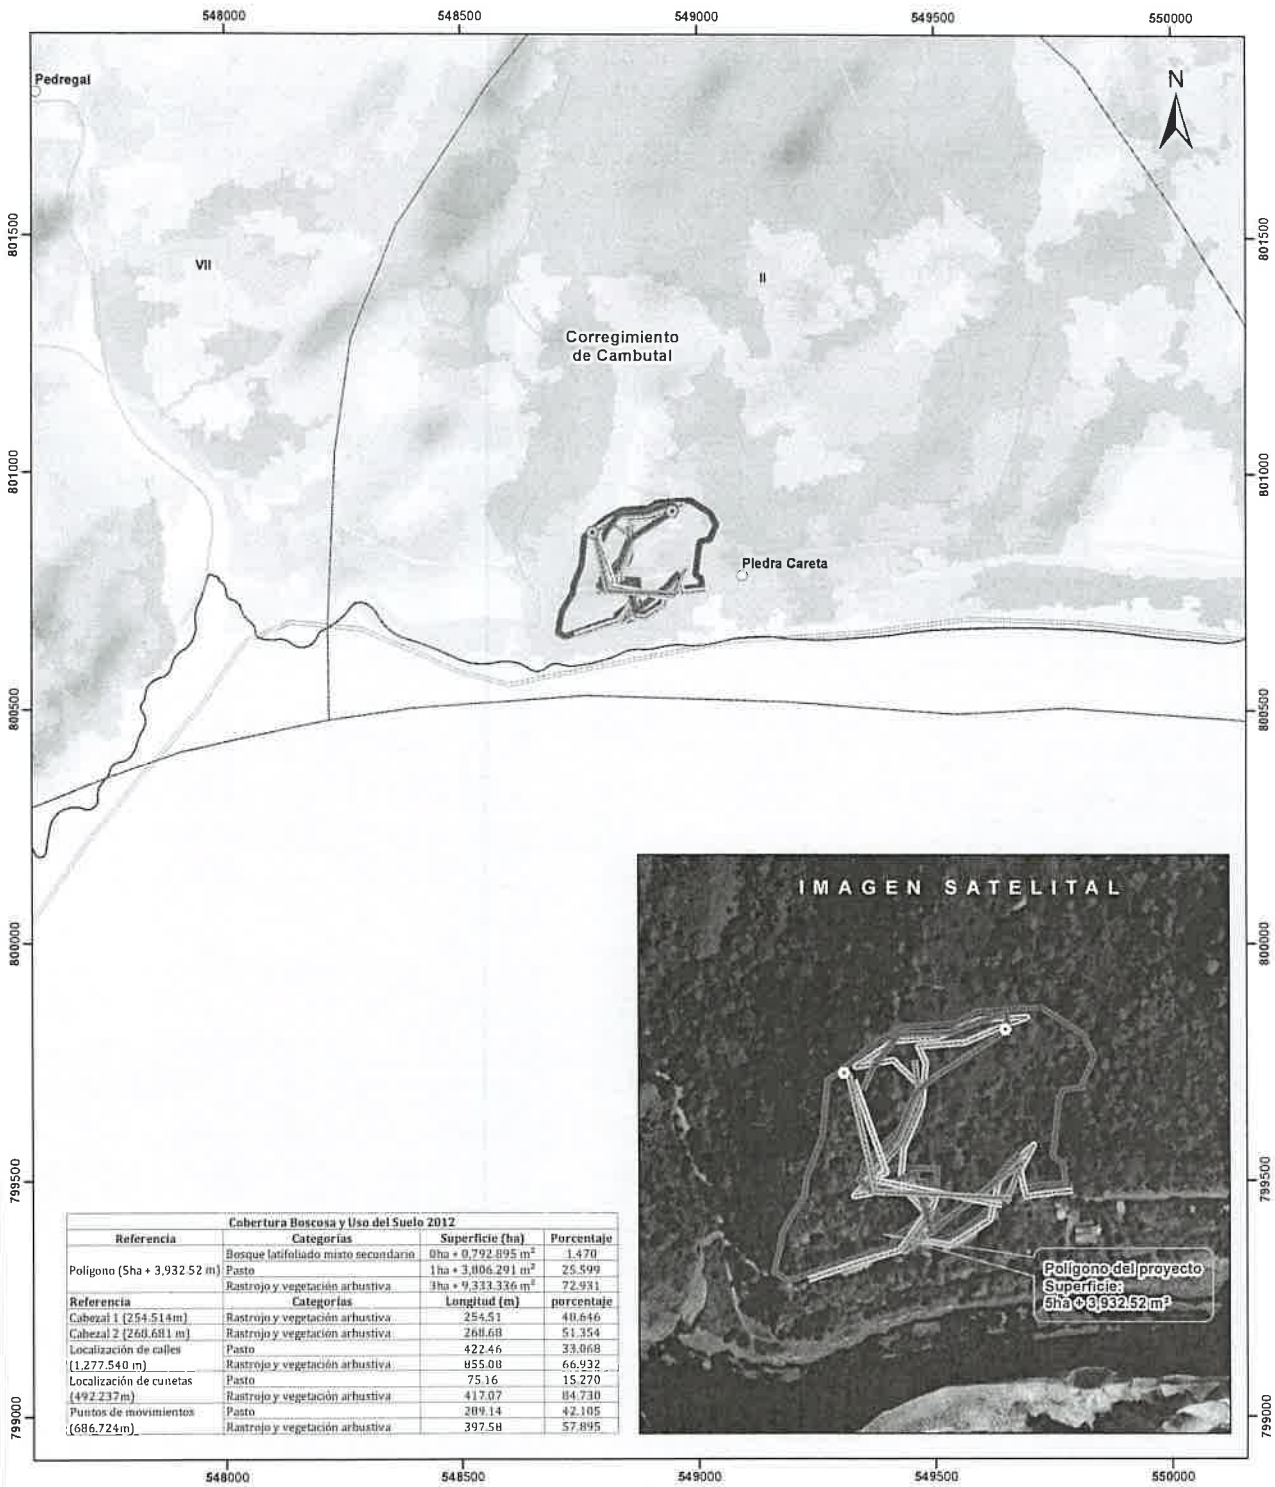 548000 548500 549000 549500 550000
Pedregal
N
801500 801500
VII
II
Corregimiento
de Cambutal
801000 801000
Piedra Careta
800500 800500
800000 800000
IMAGEN SATELITAL
799500 799500
Polígono del proyecto
Superficie:
5ha + 3,932.52 m²
Cobertura Boscosa y Uso del Suelo 2012
Referencia Categorías Superficie (ha) Porcentaje
Bosque latifoliado mixto secundario 0ha + 0,792.895 m² 1.470
Polígono (5ha + 3,932.52 m) Pasto 1ha + 3,806.291 m² 25.599
Rastrojo y vegetación arbustiva 3ha + 9,333.336 m² 72.931
Referencia Categorías Longitud (m) porcentaje
Cabezal 1 (254.514m) Rastrojo y vegetación arbustiva 254.51 48.646
Cabezal 2 (268.681 m) Rastrojo y vegetación arbustiva 268.68 51.354
Localización de calles Pasto 422.46 33.068
(1,277.540 m) Rastrojo y vegetación arbustiva 855.08 66.932
Localización de cunetas Pasto 75.16 15.270
(492.237m) Rastrojo y vegetación arbustiva 417.07 84.730
Puntos de movimientos Pasto 289.14 42.105
(686.724m) Rastrojo y vegetación arbustiva 397.58 57.895
799000 799000
548000 548500 549000 549500 550000